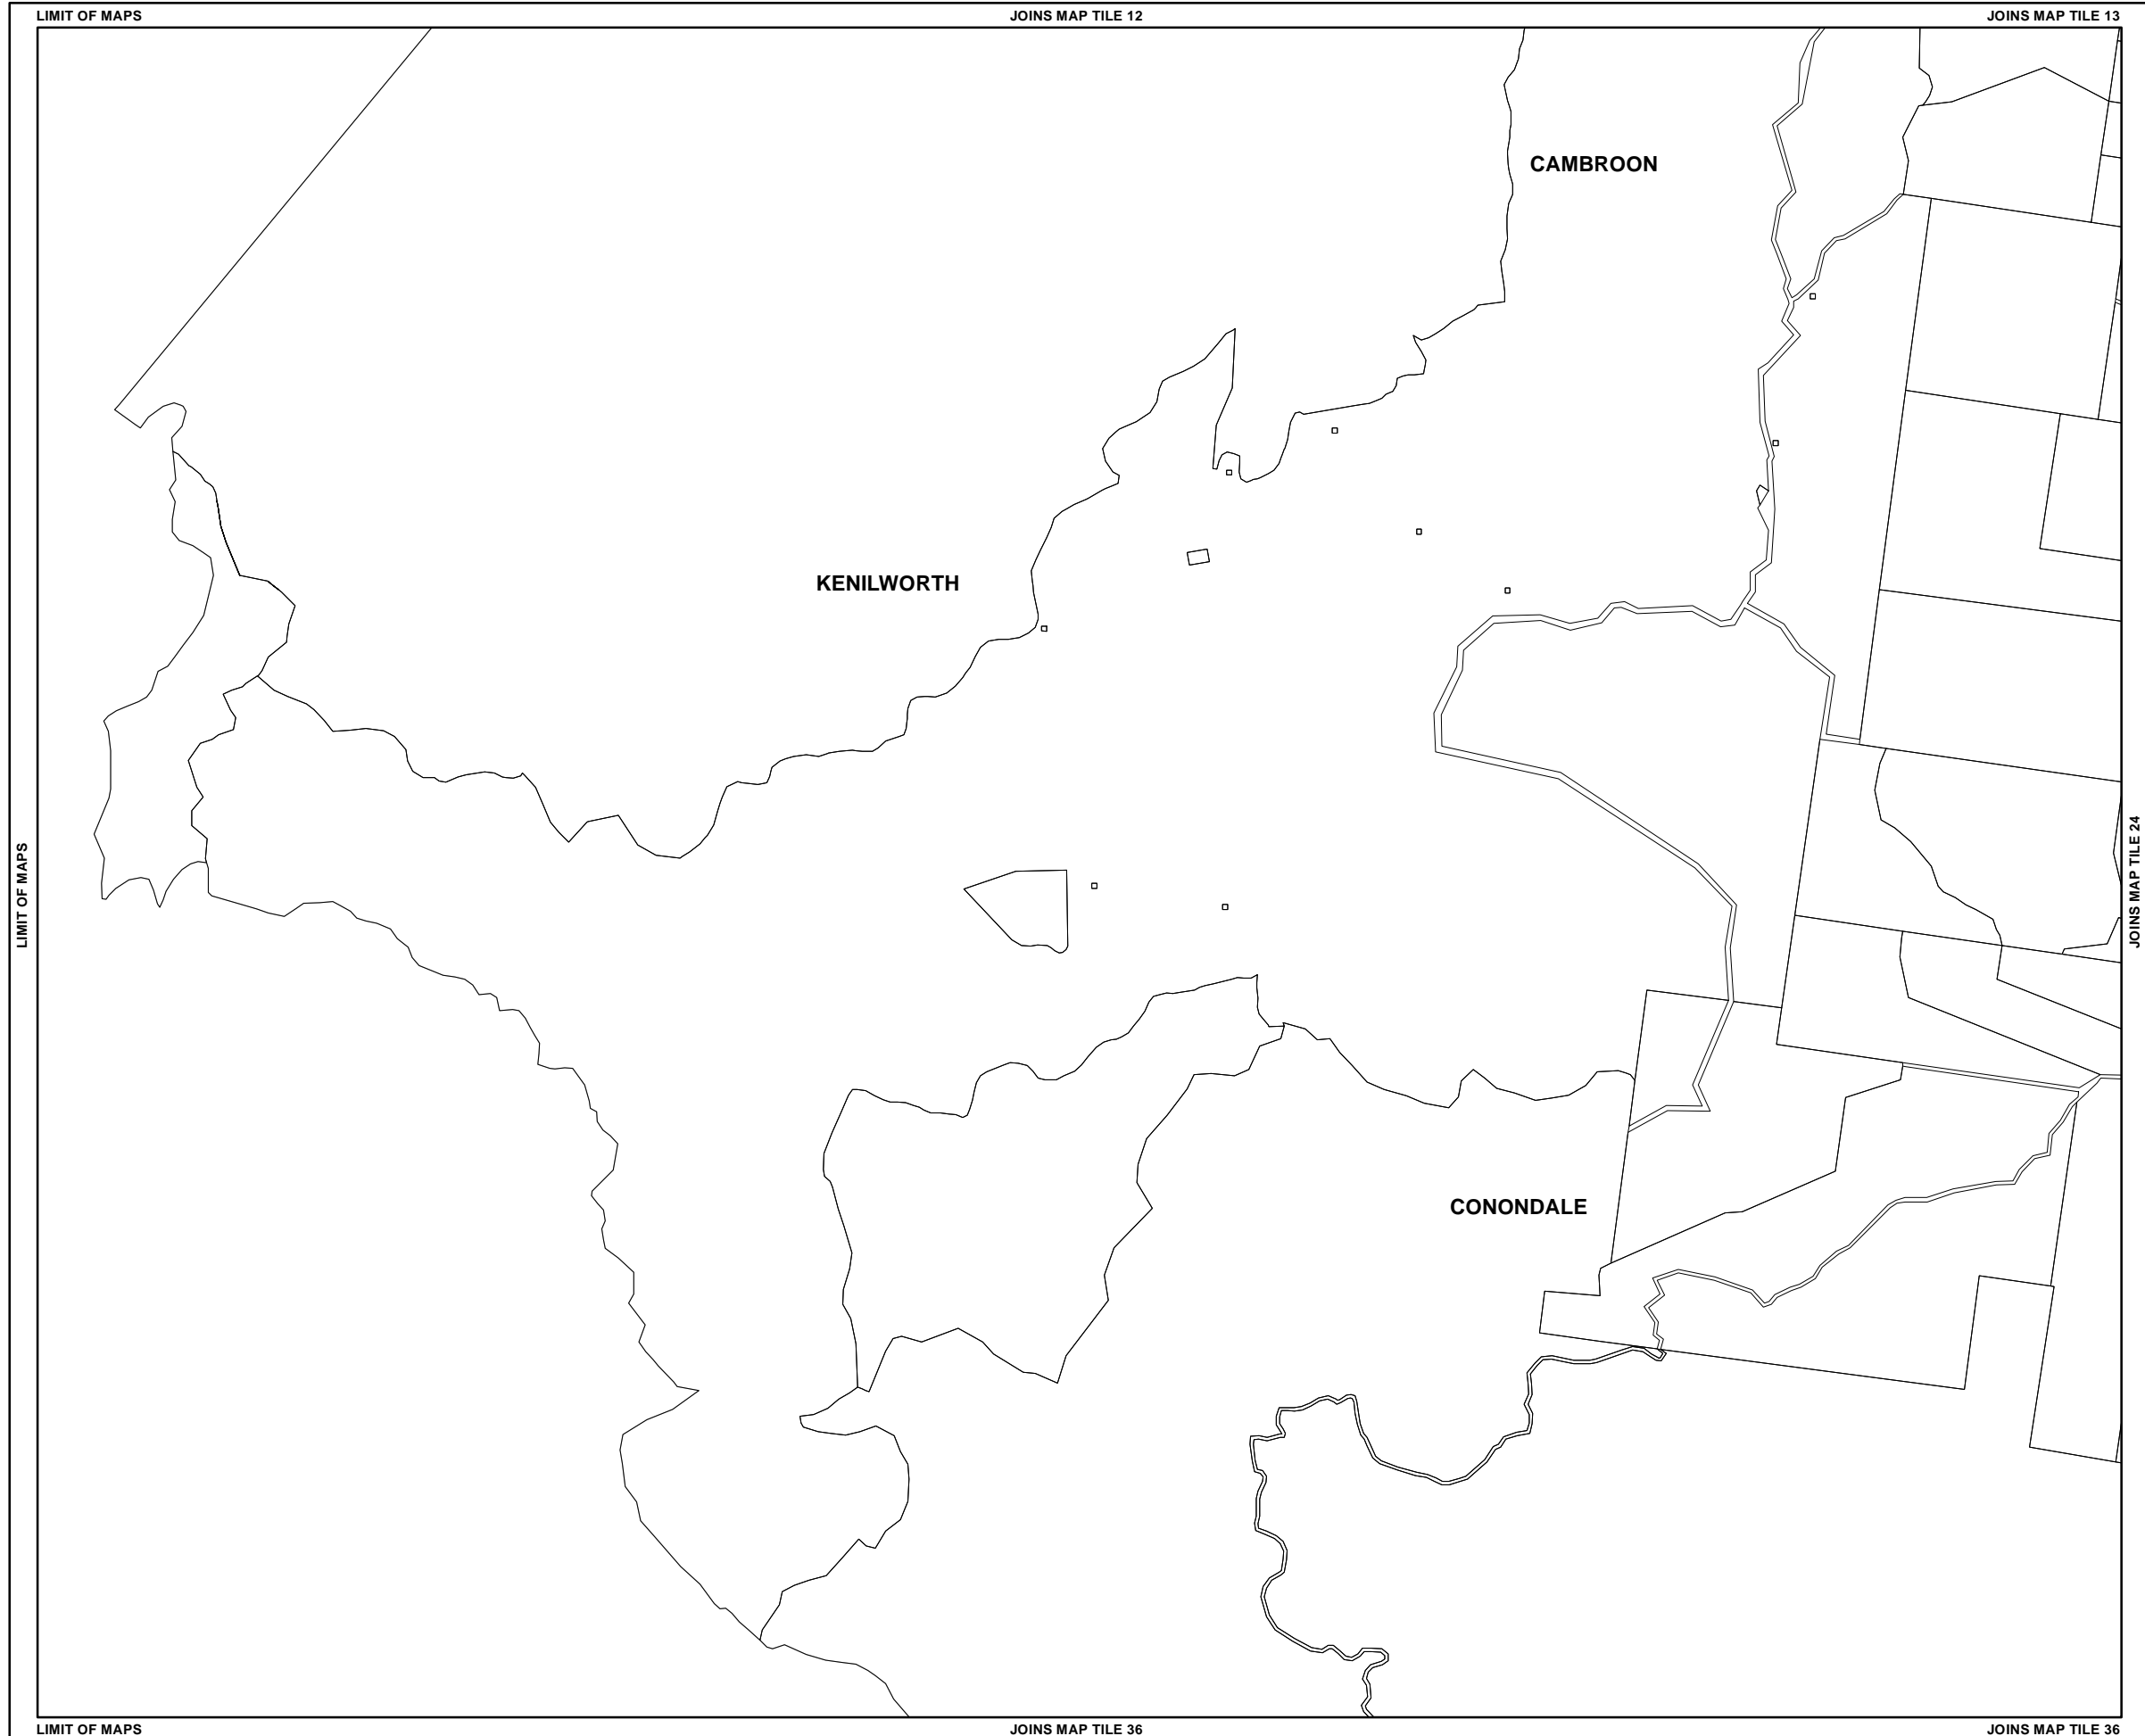 LIMIT OF MAPS
JOINS MAP TILE 12
JOINS MAP TILE 13
CAMBROON
KENILWORTH
LIMIT OF MAPS
JOINS MAP TILE 24
CONONDALE
LIMIT OF MAPS
JOINS MAP TILE 36
JOINS MAP TILE 36